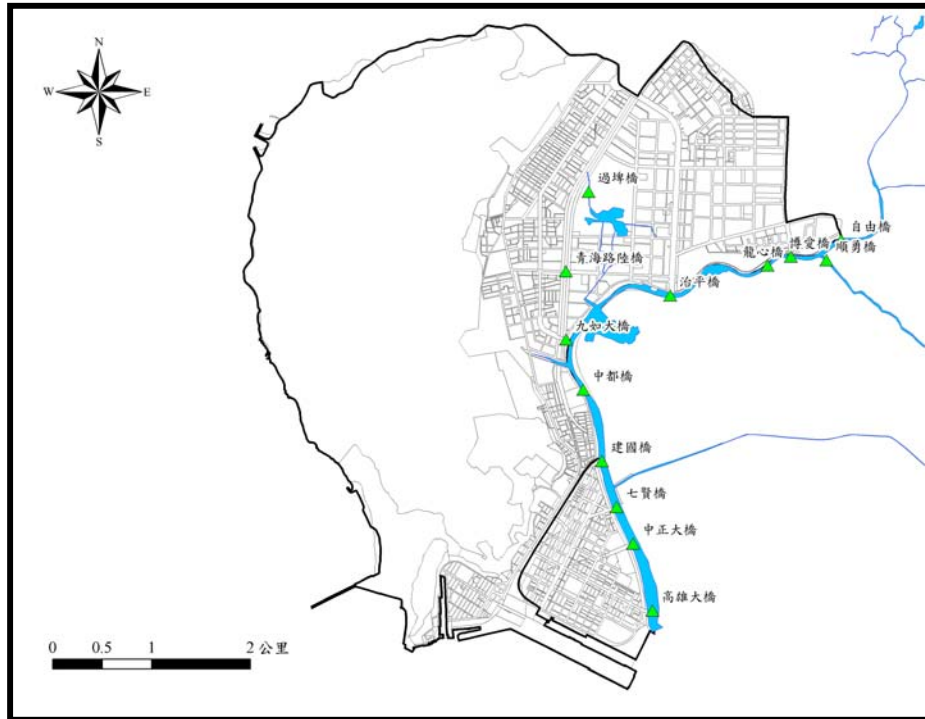 N
W E
S
過埤橋
自由橋
博愛橋
龍心橋 順勇橋
青海路陸橋
治平橋
九如大橋
中都橋
建國橋
七賢橋
中正大橋
高雄大橋
0 0.5 1 2 公里